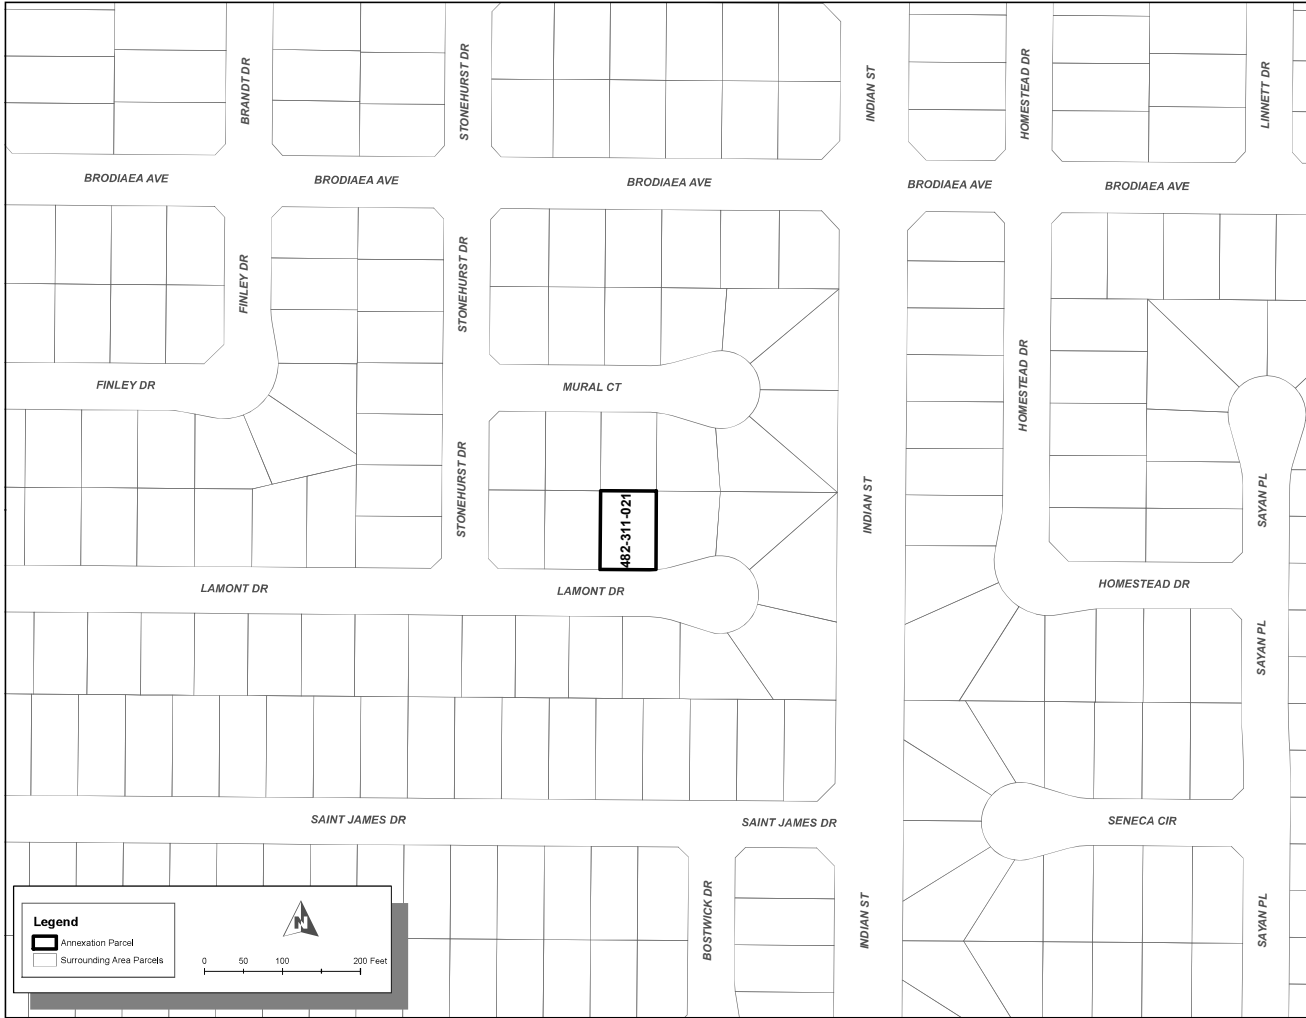 BRANDT DR
STONEHURST DR
INDIAN ST
HOMESTEAD DR
LINNETT DR
BRODIAEA AVE
BRODIAEA AVE
BRODIAEA AVE
BRODIAEA AVE
BRODIAEA AVE
FINLEY DR
STONEHURST DR
HOMESTEAD DR
FINLEY DR
MURAL CT
STONEHURST DR
482-311-021
INDIAN ST
SAYAN PL
LAMONT DR
LAMONT DR
HOMESTEAD DR
SAYAN PL
SAINT JAMES DR
SAINT JAMES DR
SENECA CIR
BOSTWICK DR
INDIAN ST
SAYAN PL
Legend
Annexation Parcel
Surrounding Area Parcels
N
0 50 100 200 Feet